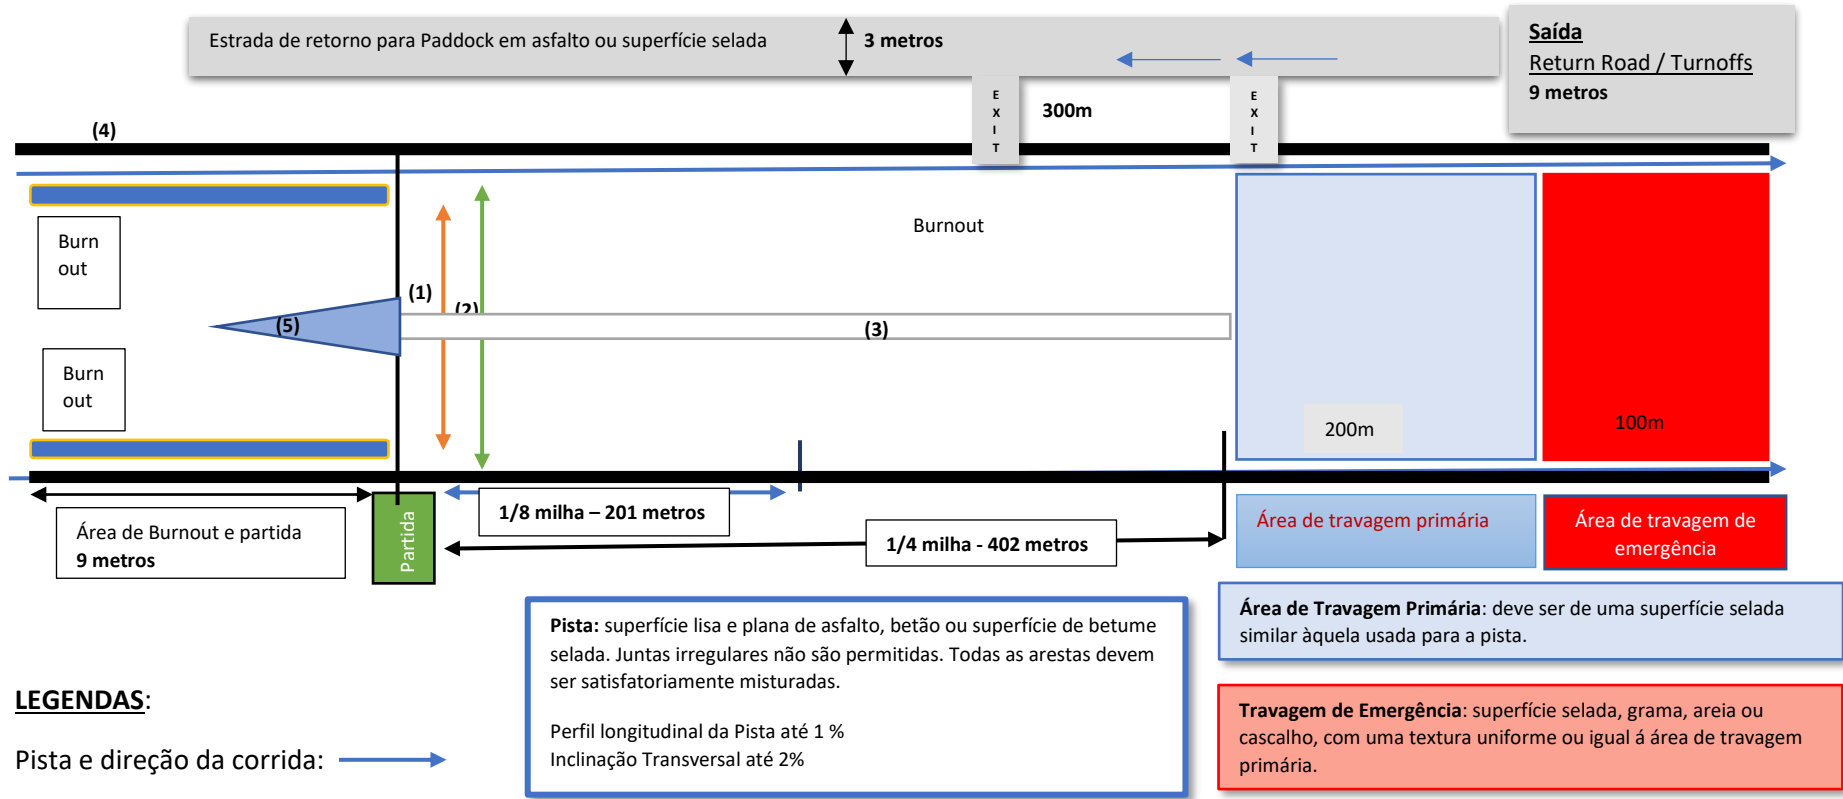 Estrada de retorno para Paddock em asfalto ou superfície selada
3 metros
Saída
Return Road / Turnoffs
9 metros
E
X
I
T
300m
E
X
I
T
(4)
Burn
out
Burnout
(1)
(2)
(5)
(3)
Burn
out
200m
100m
Área de Burnout e partida
9 metros
Partida
1/8 milha – 201 metros
1/4 milha - 402 metros
Área de travagem primária
Área de travagem de
emergência
Pista: superfície lisa e plana de asfalto, betão ou superfície de betume
selada. Juntas irregulares não são permitidas. Todas as arestas devem
ser satisfatoriamente misturadas.
Perfil longitudinal da Pista até 1 %
Inclinação Transversal até 2%
Área de Travagem Primária: deve ser de uma superfície selada
similar àquela usada para a pista.
Travagem de Emergência: superfície selada, grama, areia ou
cascalho, com uma textura uniforme ou igual á área de travagem
primária.
LEGENDAS:
Pista e direção da corrida: